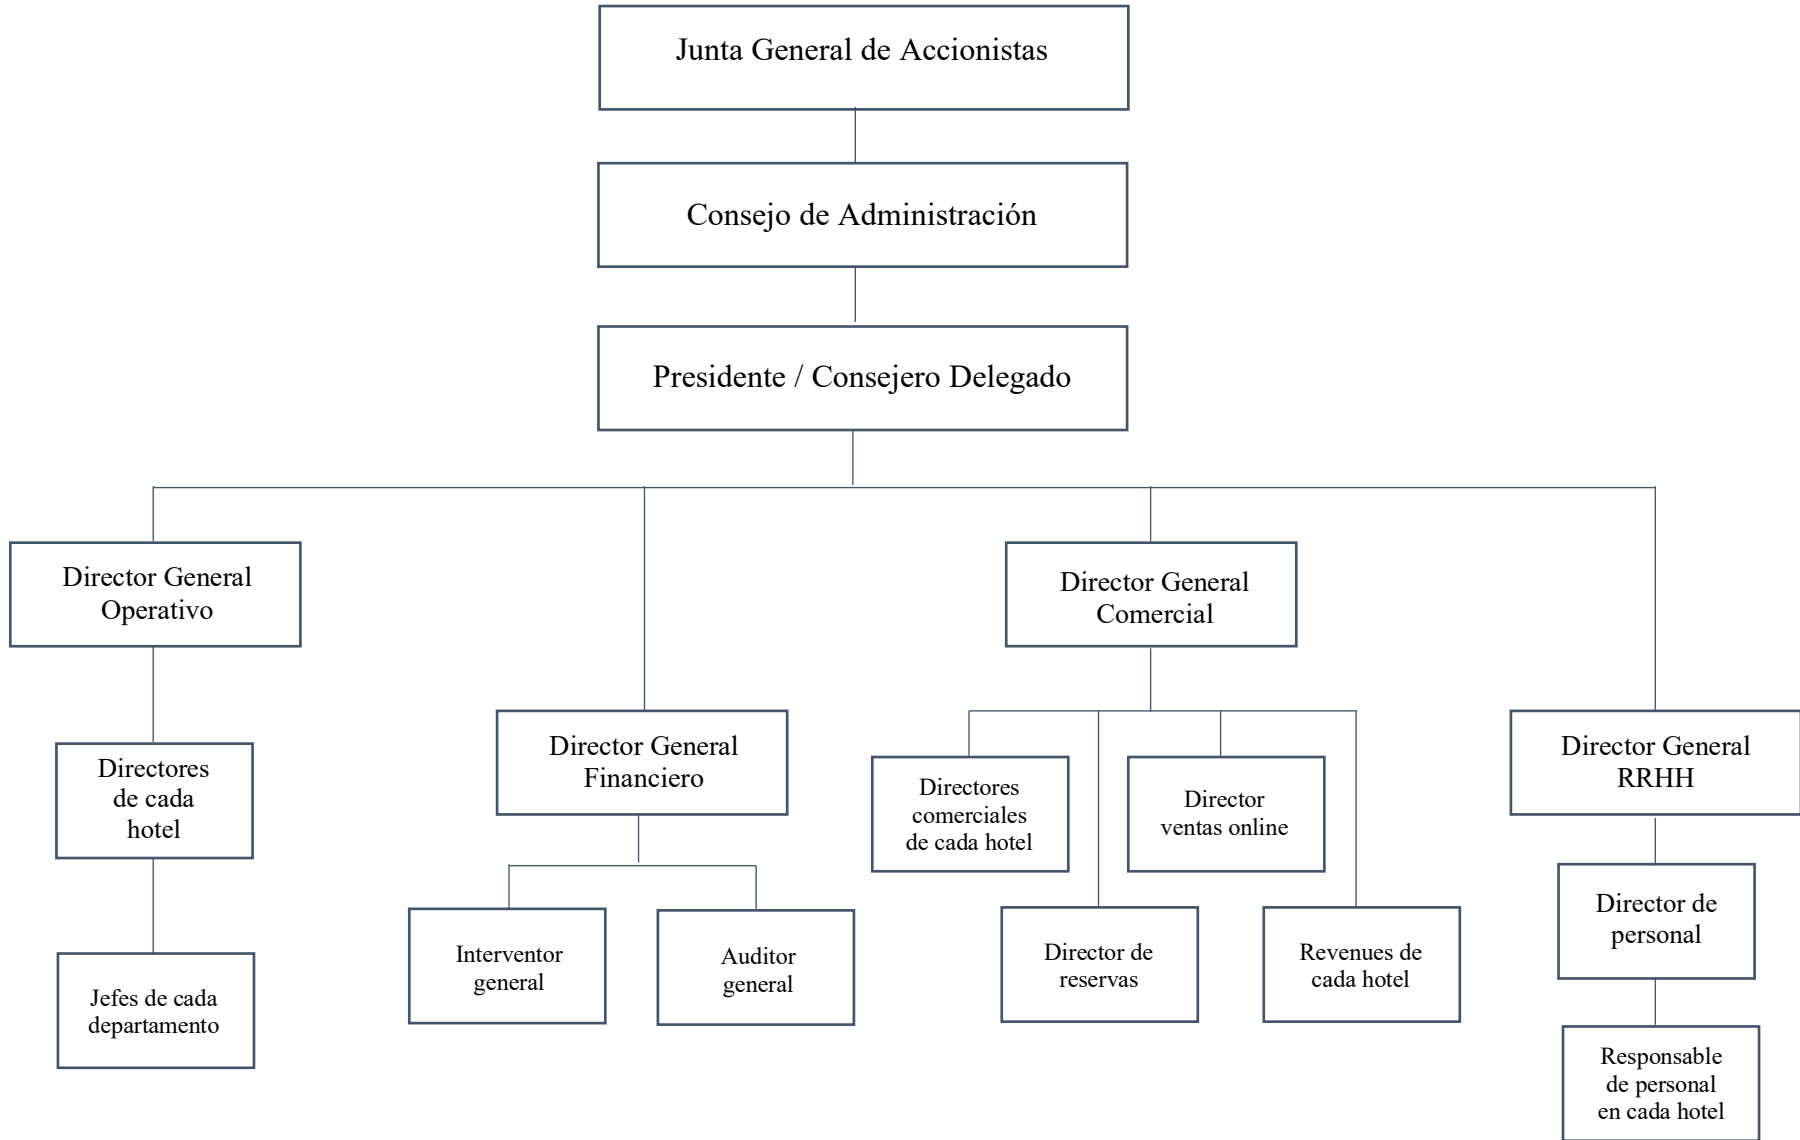 Junta General de Accionistas
Consejo de Administración
Presidente / Consejero Delegado
Director General
Operativo
Director General
Comercial
Director General
Financiero
Director General
RRHH
Directores
de cada
hotel
Directores
comerciales
de cada hotel
Director
ventas online
Director de
personal
Interventor
general
Auditor
general
Director de
reservas
Revenues de
cada hotel
Jefes de cada
departamento
Responsable
de personal
en cada hotel